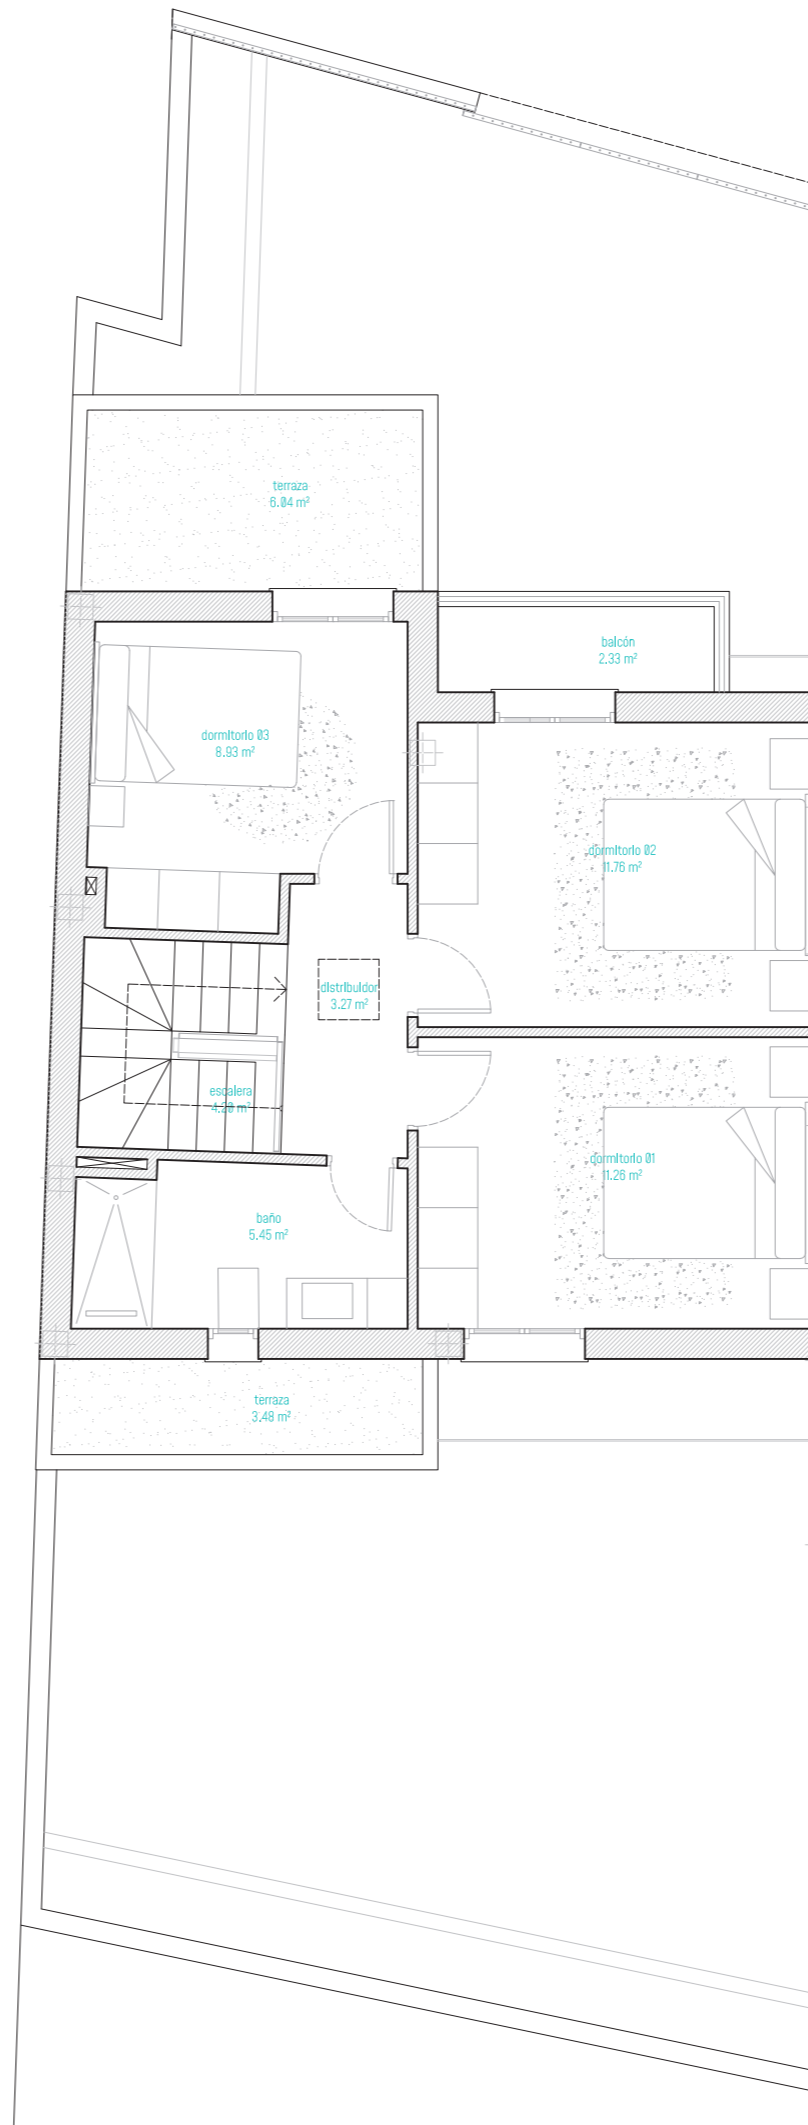 terraza
6.04 m²
balcón
2.33 m²
dormitorio 03
8.93 m²
dormitorio 02
11.76 m²
distribuidor
3.27 m²
escalera
4.20 m²
dormitorio 01
11.26 m²
baño
5.45 m²
terraza
3.48 m²